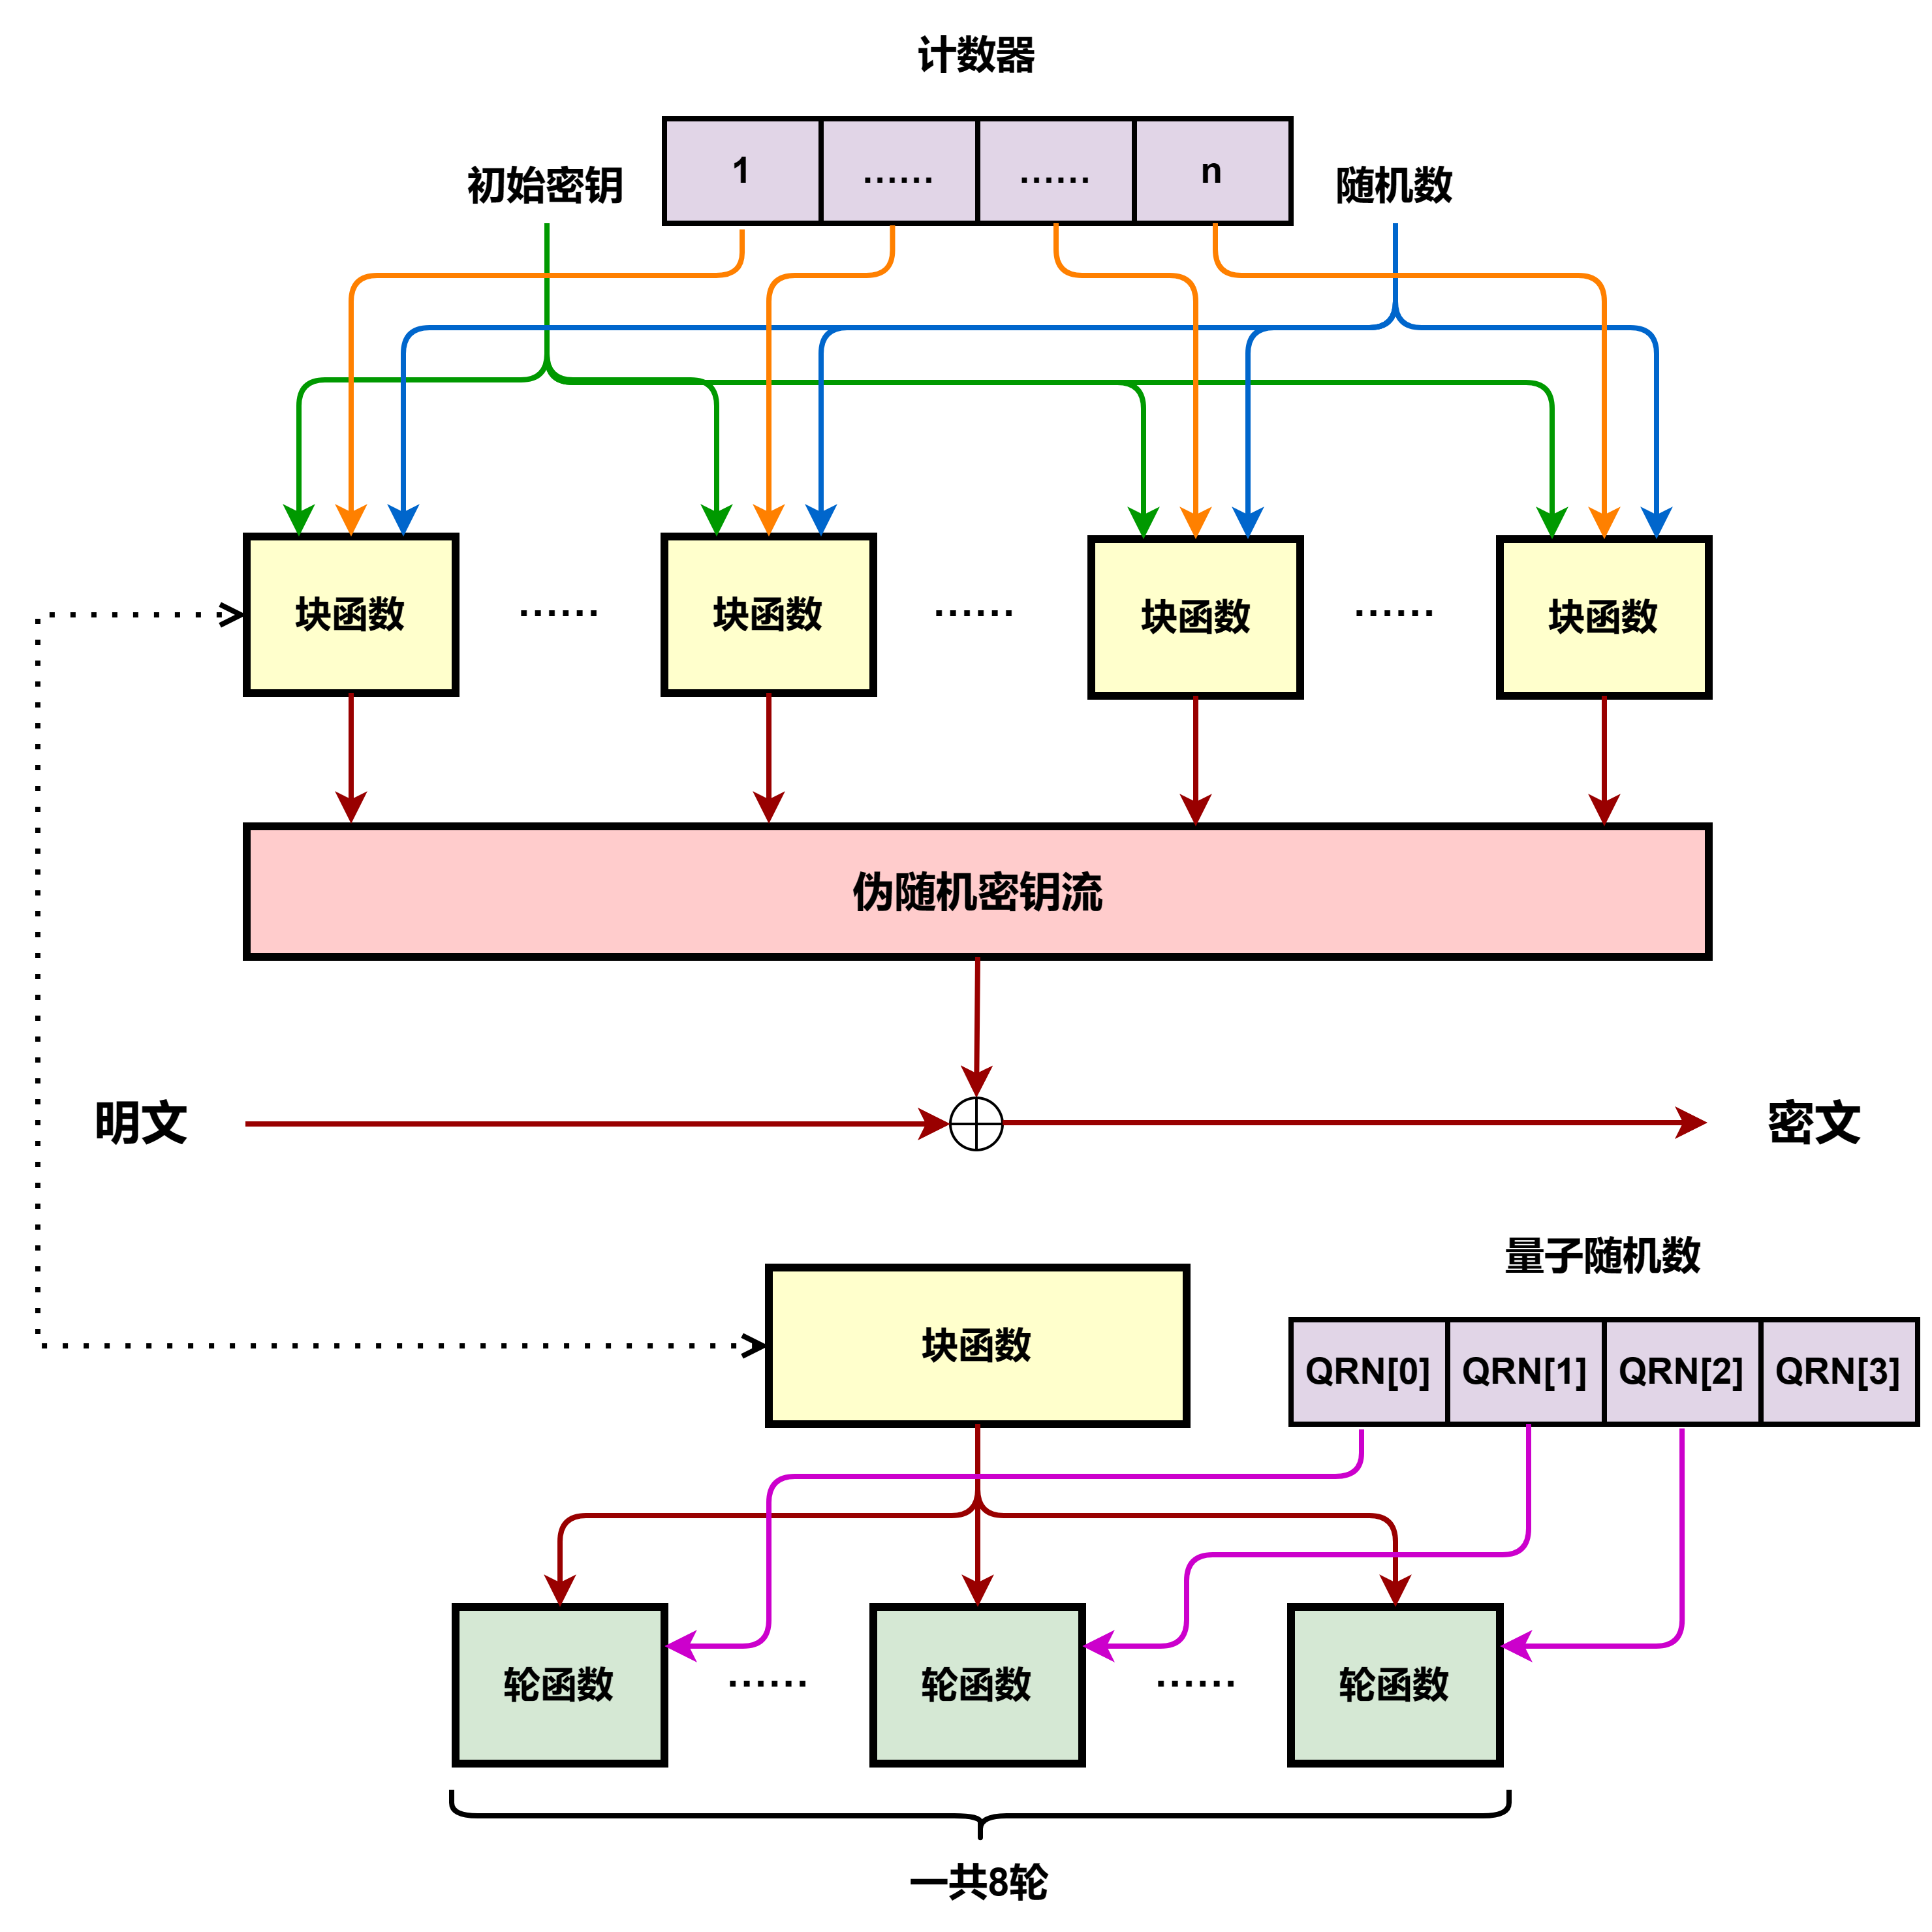 计数器
初始密钥
1 …… …… n
随机数
块函数 …… 块函数 …… 块函数 …… 块函数
伪随机密钥流
明文
密文
量子随机数
块函数
QRN[0] QRN[1] QRN[2] QRN[3]
轮函数 …… 轮函数 …… 轮函数
一共8轮